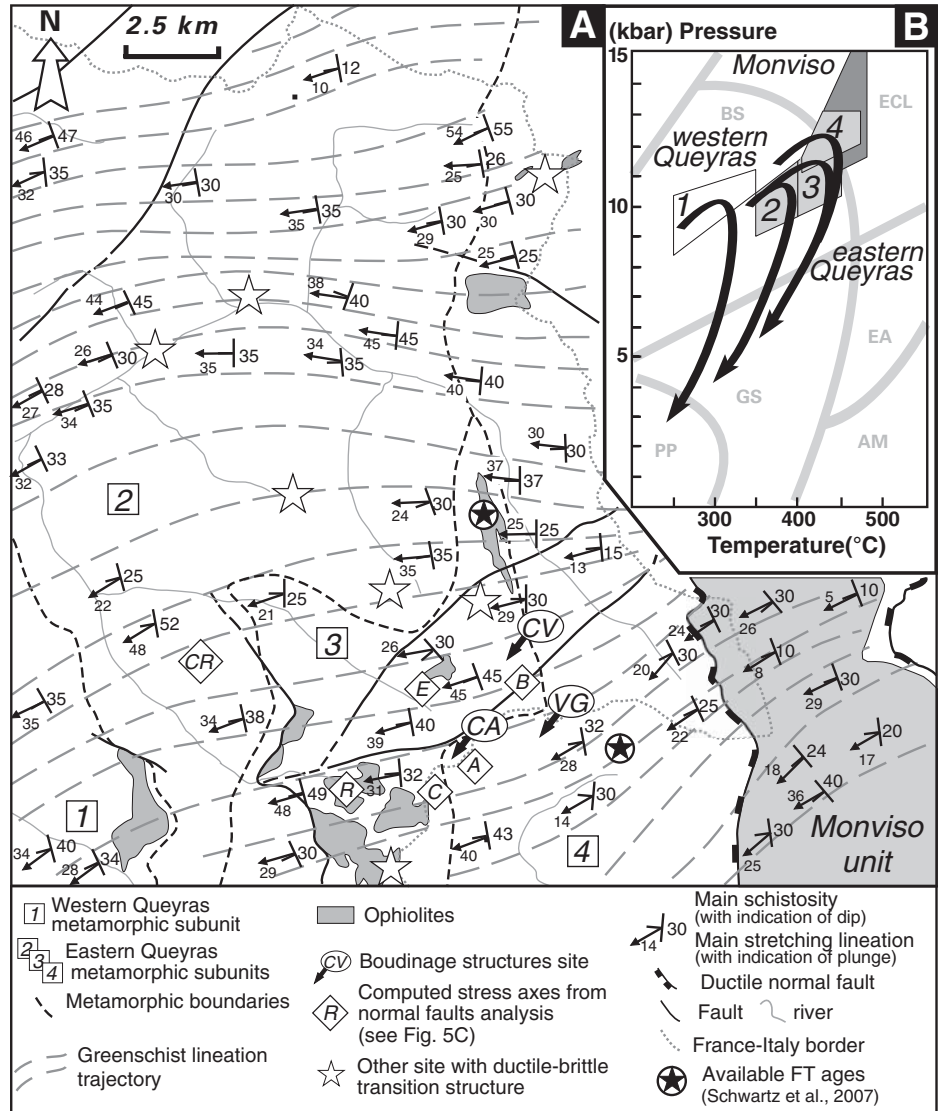 N
2.5 km
A
12
10
46
47
35
32
30
30
54
55
26
25
35
35
30
30
30
29
25
25
44
45
38
40
45
45
26
30
35
35
34
35
40
40
28
27
35
34
33
32
30
30
37
37
2
30
24
25
25
35
35
15
13
25
22
25
21
30
29
52
48
3
CV
CR
26
30
E
45
45
B
35
35
34
38
40
39
CA
VG
32
28
A
32
31
R
C
49
48
30
14
1
40
34
34
28
30
29
43
40
4
30
24
30
20
25
22
30
26
10
5
10
8
30
29
20
17
24
18
40
36
30
25
Monviso
unit
(kbar) Pressure
B
15
10
5
Monviso
BS
ECL
western
Queyras
1
2
3
4
eastern
Queyras
EA
GS
PP
AM
300
400
500
Temperature(°C)
1 Western Queyras
metamorphic subunit
2
3
4
Eastern Queyras
metamorphic subunits
Metamorphic boundaries
Greenschist lineation
trajectory
Ophiolites
CV Boudinage structures site
R Computed stress axes from
normal faults analysis
(see Fig. 5C)
Other site with ductile-brittle
transition structure
30
14
Main schistosity
(with indication of dip)
Main stretching lineation
(with indication of plunge)
Ductile normal fault
Fault river
France-Italy border
Available FT ages
(Schwartz et al., 2007)